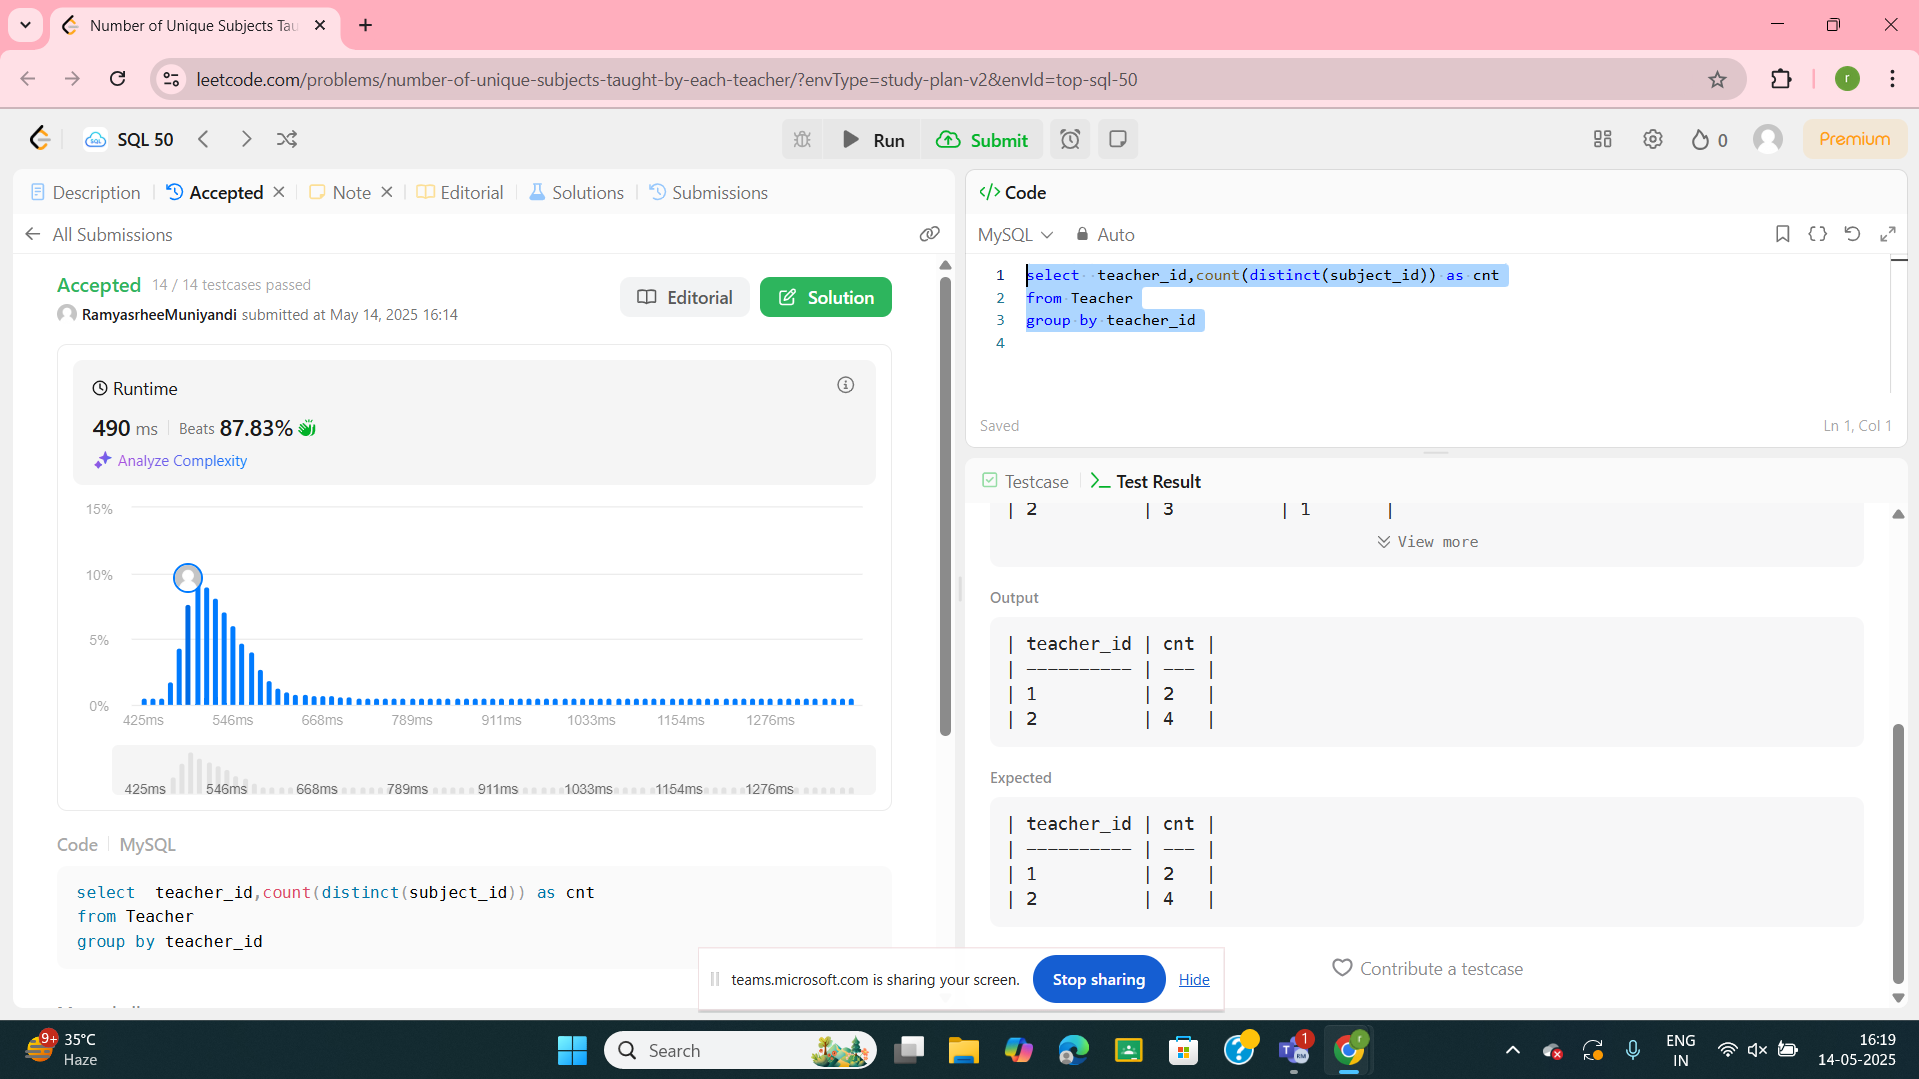 Number of Unique Subjects Tau
leetcode.com/problems/number-of-unique-subjects-taught-by-each-teacher/?envType=study-plan-v2&envId=top-sql-50
r
SQL 50
Run
Submit
0
Premium
Description
Accepted
Note
Editorial
Solutions
Submissions
All Submissions
Accepted 14 / 14 testcases passed
RamyasrheeMuniyandi submitted at May 14, 2025 16:14
Editorial
Solution
Runtime
490 ms Beats 87.83%
Analyze Complexity
15%
10%
5%
0%
425ms 546ms 668ms 789ms 911ms 1033ms 1154ms 1276ms
425ms 546ms 668ms 789ms 911ms 1033ms 1154ms 1276ms
Code MySQL
select  teacher_id,count(distinct(subject_id)) as cnt
from Teacher
group by teacher_id
</> Code
MySQL Auto
1 select  teacher_id,count(distinct(subject_id)) as cnt
2 from Teacher
3 group by teacher_id
4
Saved
Ln 1, Col 1
Testcase
Test Result
| 2 | 3 | 1 |
View more
Output
| teacher_id | cnt |
| ---------- | --- |
| 1 | 2 |
| 2 | 4 |
Expected
| teacher_id | cnt |
| ---------- | --- |
| 1 | 2 |
| 2 | 4 |
Contribute a testcase
teams.microsoft.com is sharing your screen.
Stop sharing
Hide
9+
35°C
Haze
Search
1
ENG
IN
16:19
14-05-2025